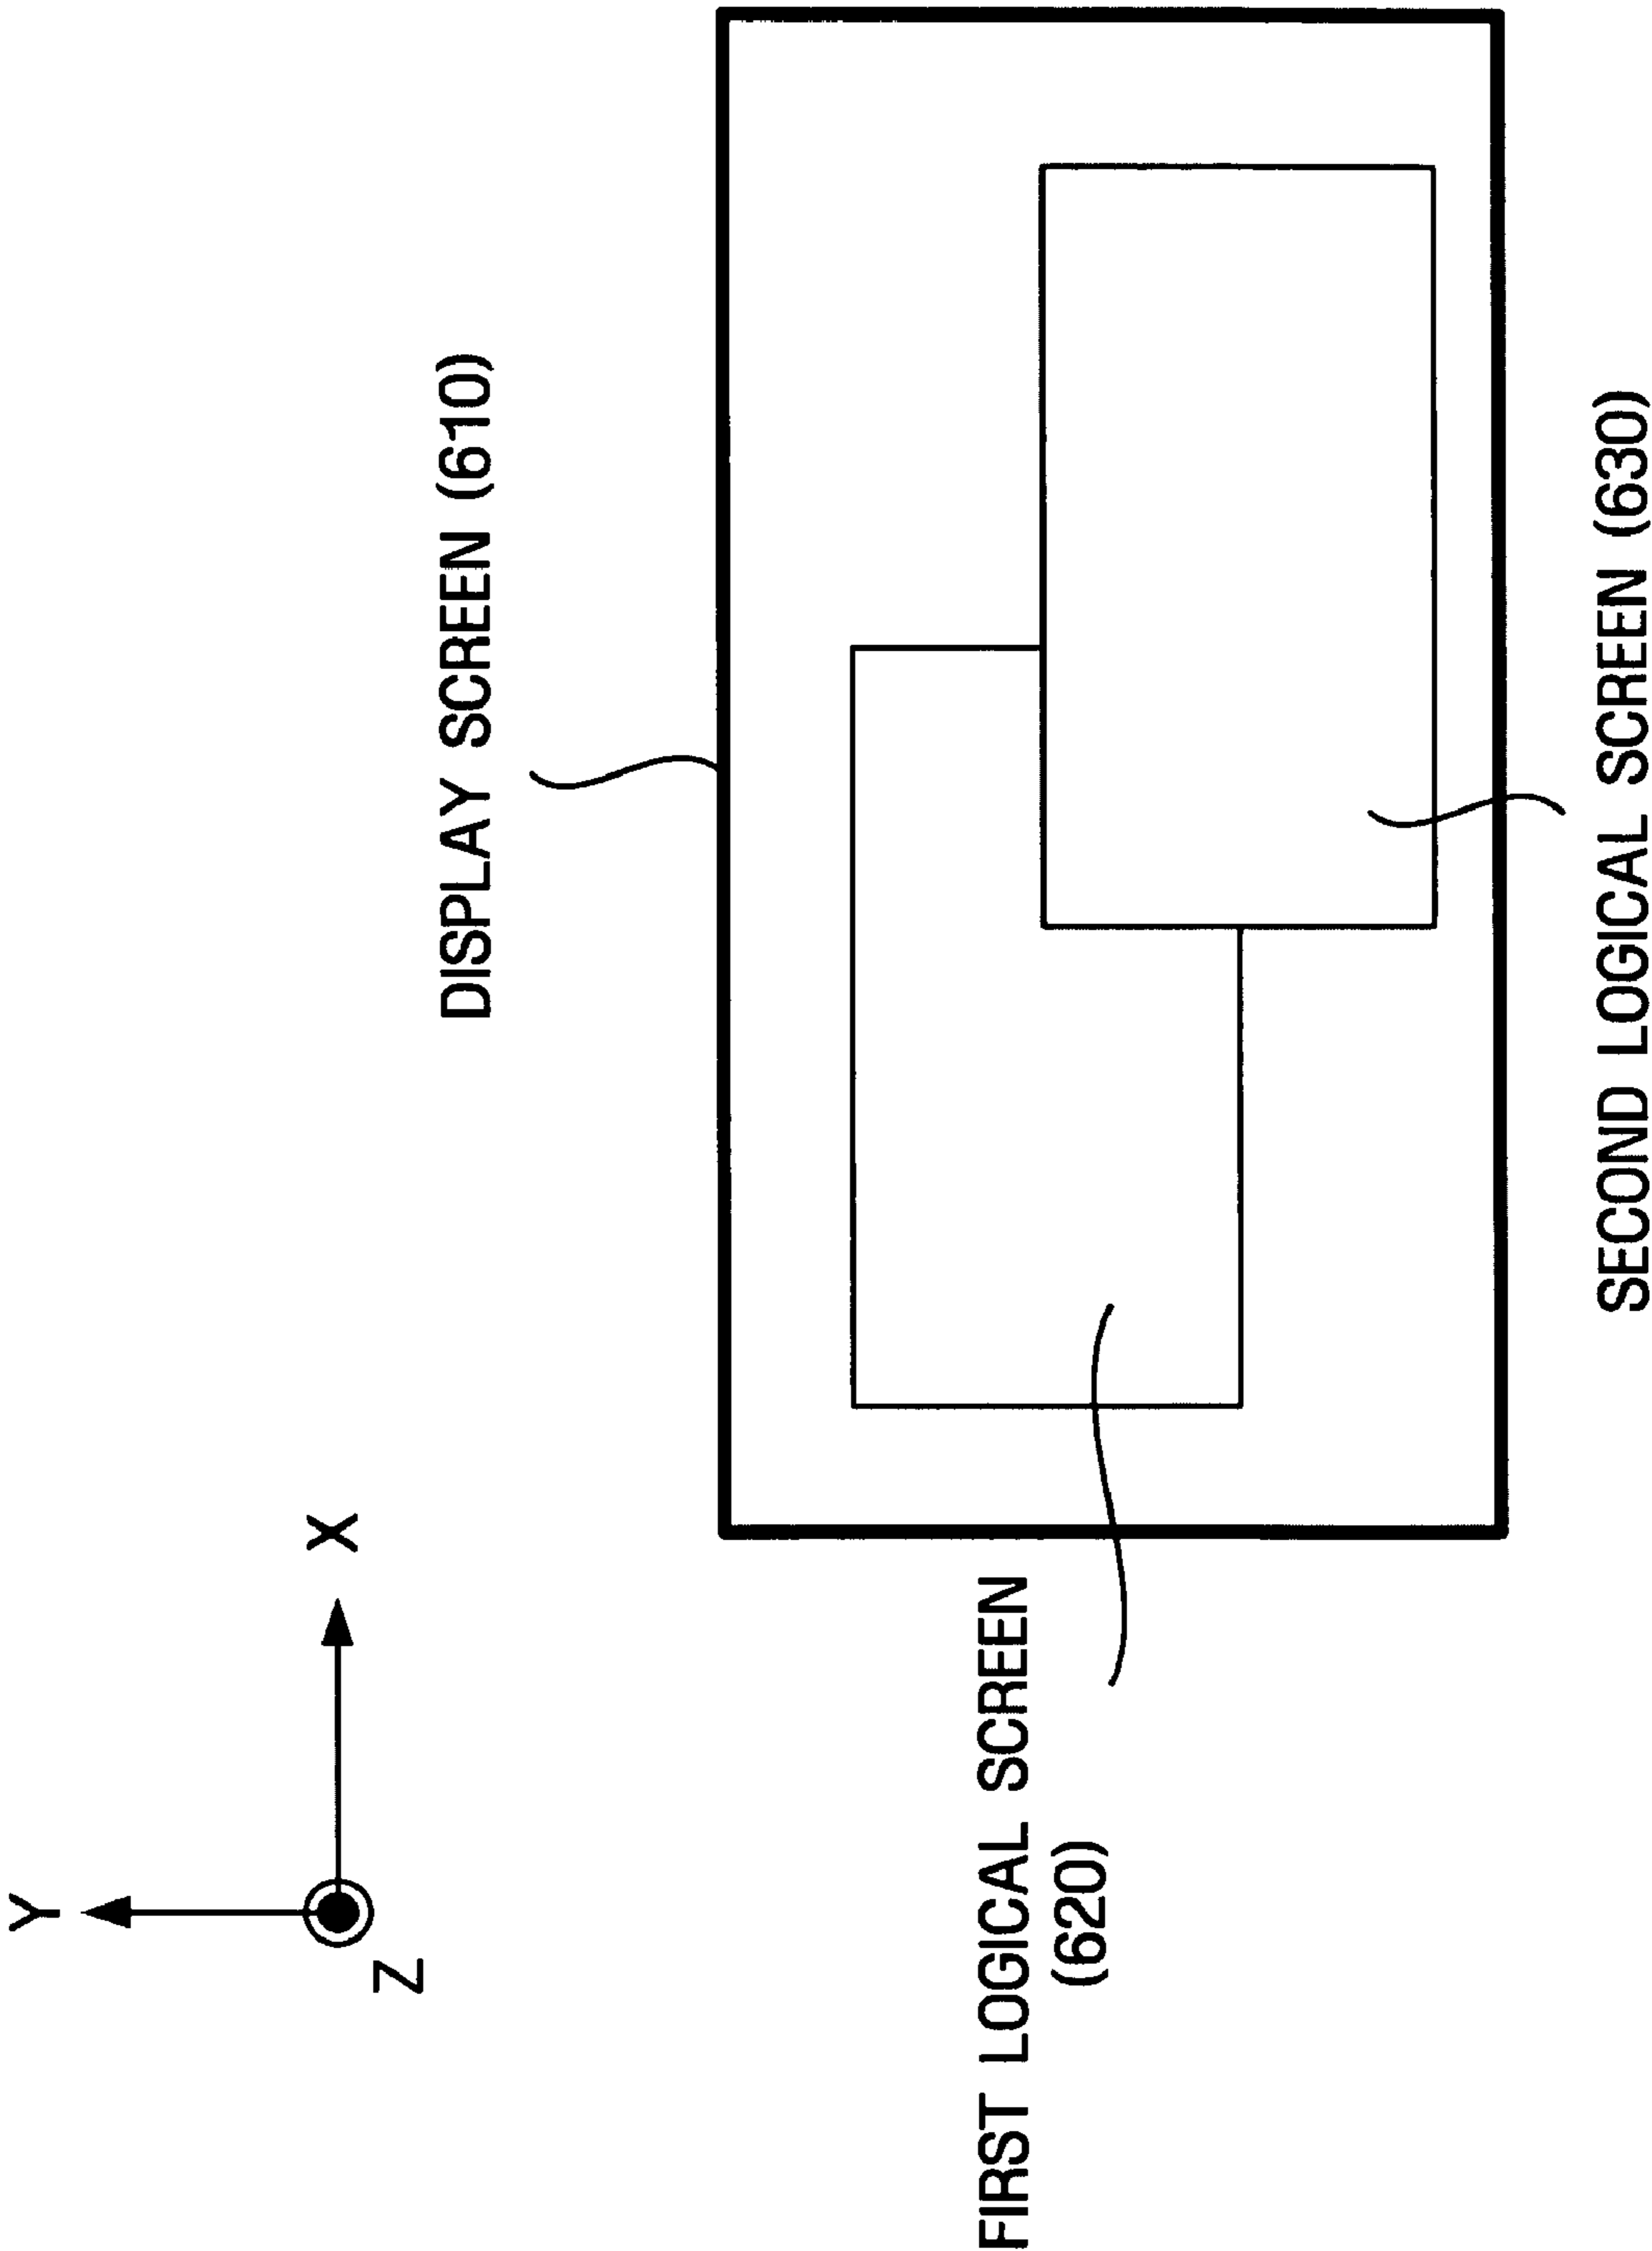 Y
X
Z
DISPLAY SCREEN (610)
FIRST LOGICAL SCREEN
(620)
SECOND LOGICAL SCREEN (630)